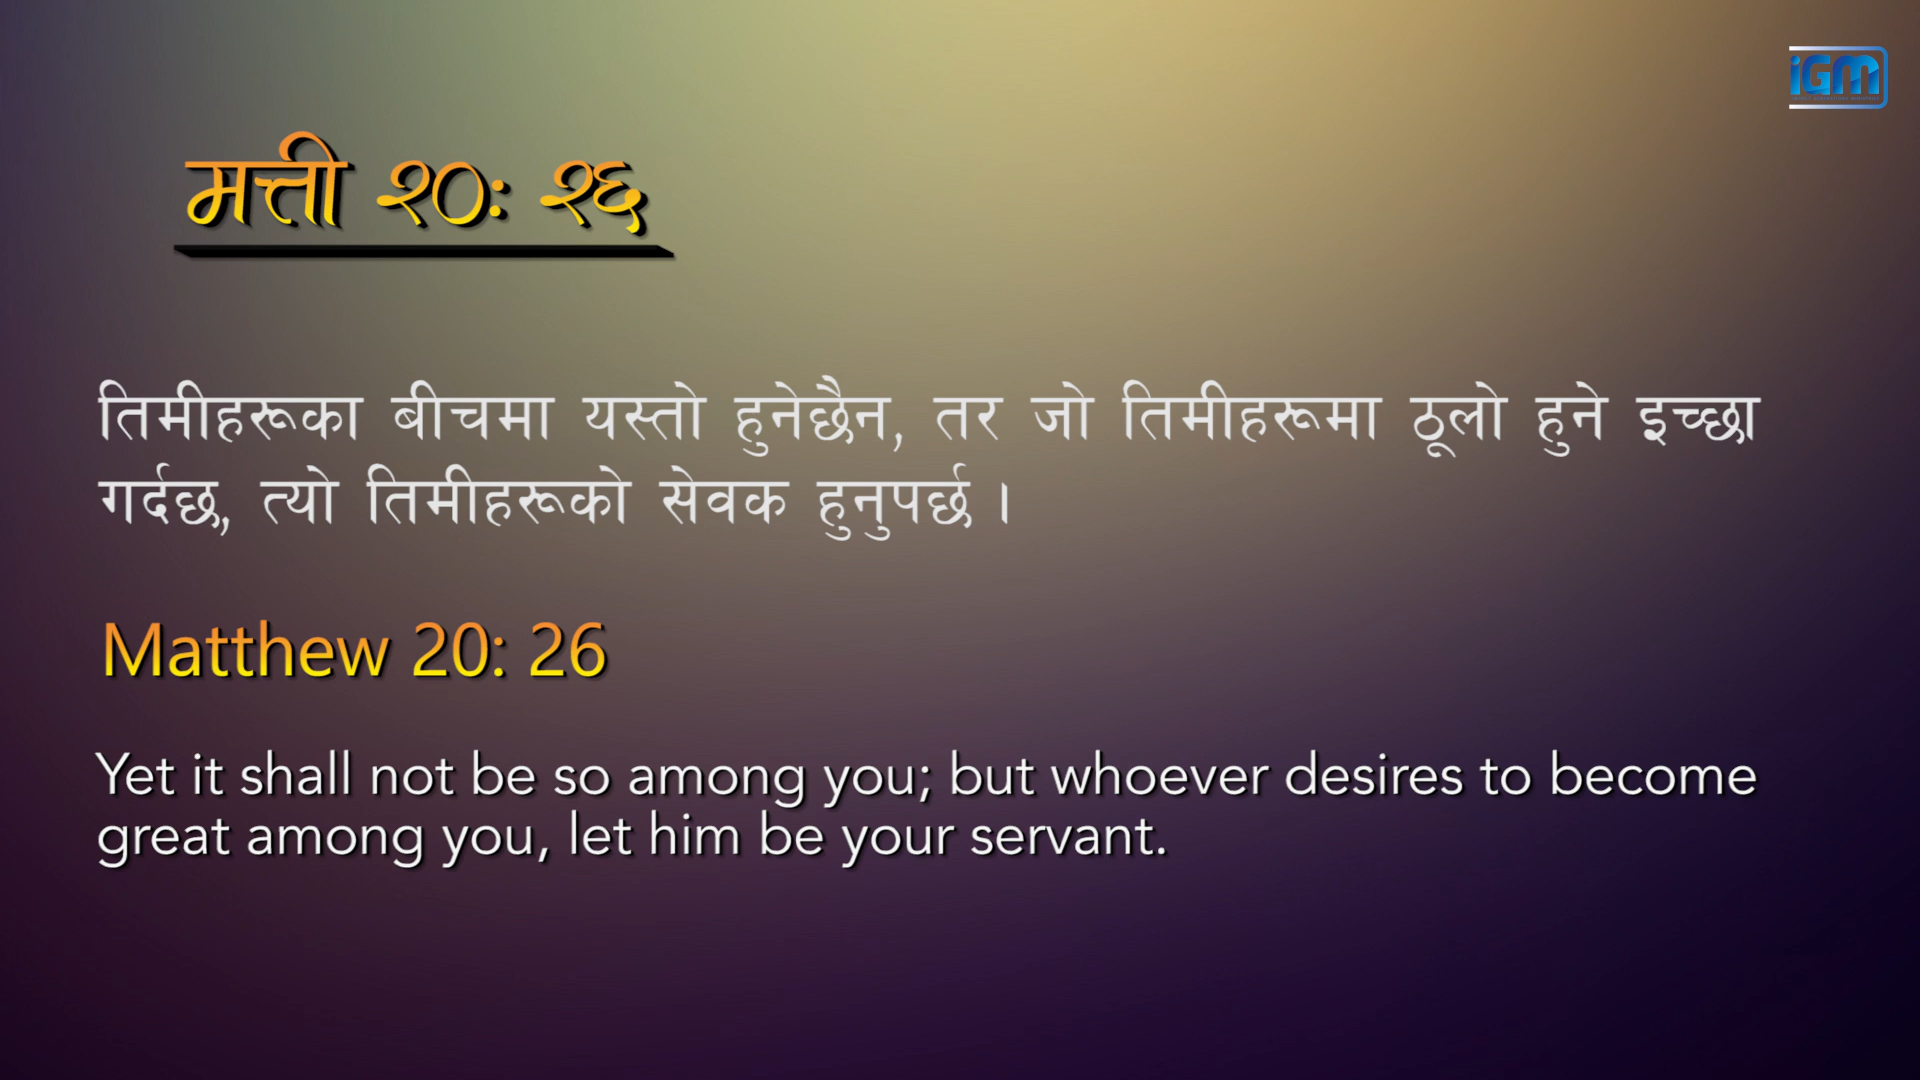 iGM
मत्ती २०: २६
तिमीहरूका बीचमा यस्तो हुनेछैन, तर जो तिमीहरूमा ठूलो हुने इच्छा
गर्दछ, त्यो तिमीहरूको सेवक हुनुपर्छ ।
Matthew 20: 26
Yet it shall not be so among you; but whoever desires to become
great among you, let him be your servant.